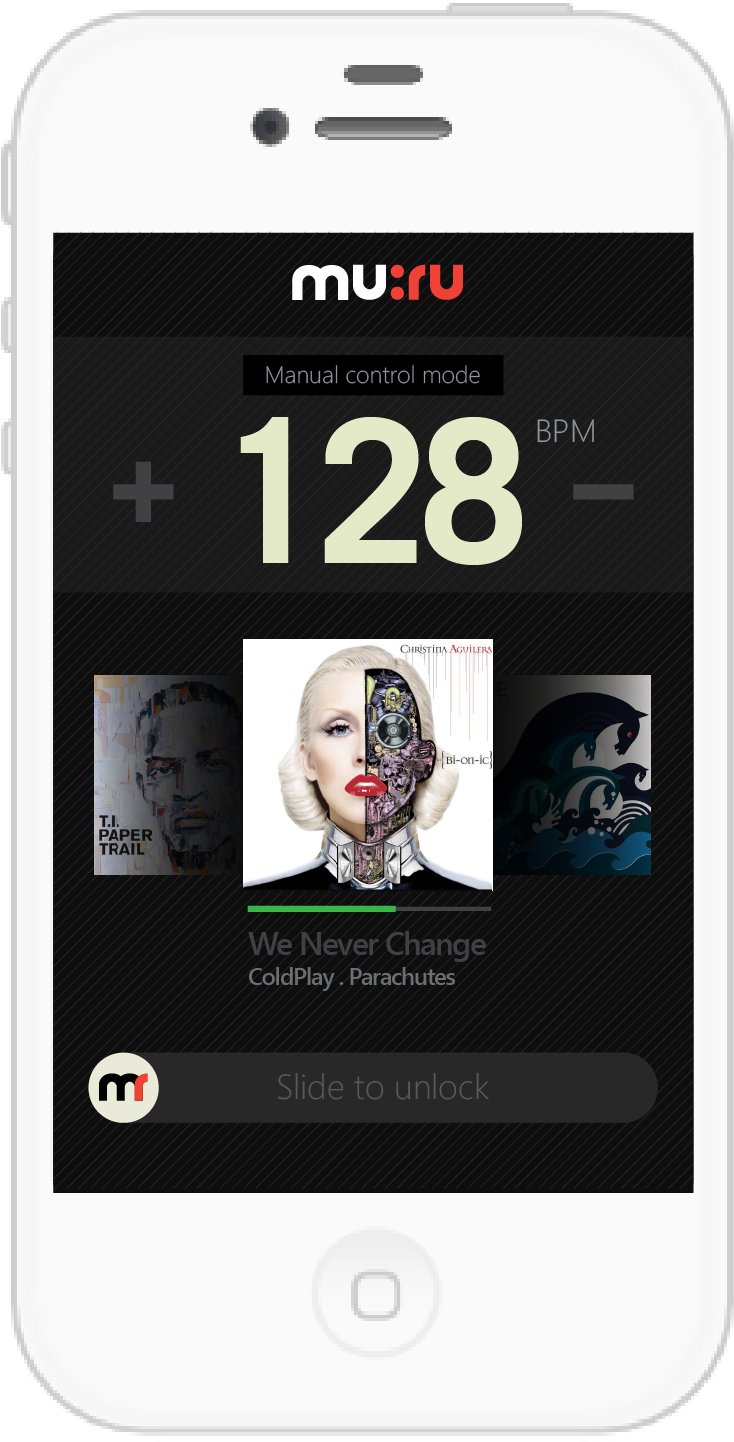 mu:ru
Manual control mode
128 BPM
+
−
CHRISTINA AGUILERA
{BI-ON-IC}
T.I.
PAPER
TRAIL
We Never Change
ColdPlay . Parachutes
mr
Slide to unlock